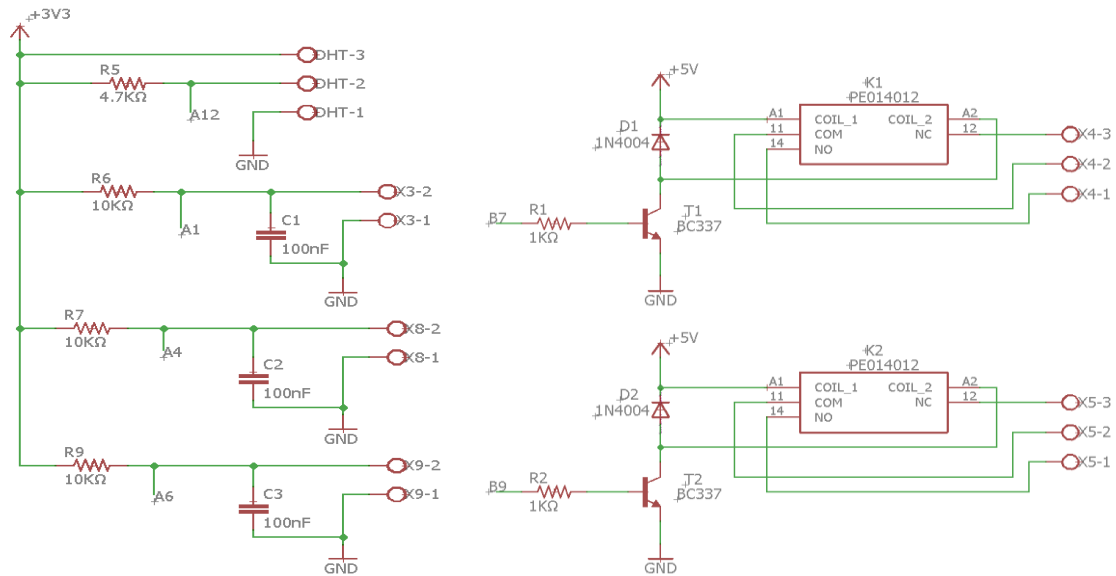 +3V3
DHT-3
R5
4.7KΩ
DHT-2
A12
DHT-1
GND
R6
10KΩ
X3-2
A1
X3-1
C1
100nF
GND
R7
10KΩ
X8-2
A4
X8-1
C2
100nF
GND
R9
10KΩ
X9-2
A6
X9-1
C3
100nF
GND
+5V
K1
PE014012
D1
1N4004
A1
COIL_1
COIL_2
A2
11
COM
NC
12
14
NO
X4-3
X4-2
X4-1
B7
R1
1KΩ
T1
BC337
GND
+5V
K2
PE014012
D2
1N4004
A1
COIL_1
COIL_2
A2
11
COM
NC
12
14
NO
X5-3
X5-2
X5-1
B9
R2
1KΩ
T2
BC337
GND